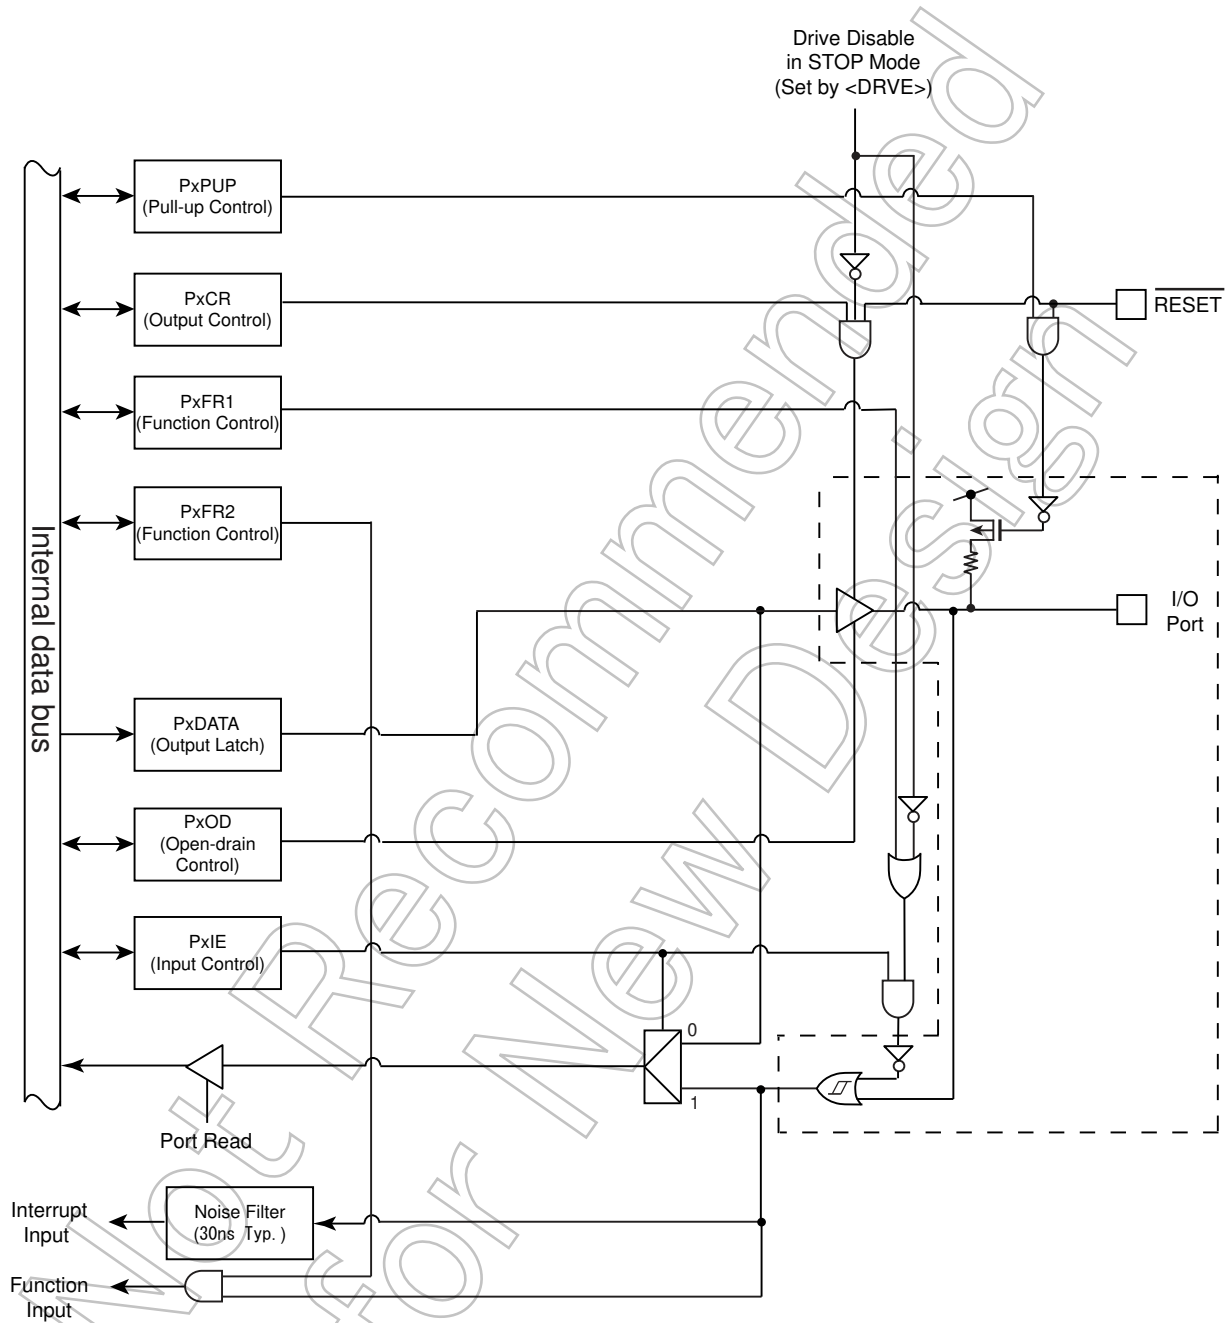 Drive Disable
in STOP Mode
(Set by <DRVE>)
PxPUP
(Pull-up Control)
PxCR
(Output Control)
RESET
PxFR1
(Function Control)
PxFR2
(Function Control)
Internal data bus
I/O
Port
PxDATA
(Output Latch)
PxOD
(Open-drain
Control)
PxIE
(Input Control)
0
1
Port Read
Interrupt
Input
Noise Filter
(30ns Typ.)
Function
Input
Not Recommended
for New Design